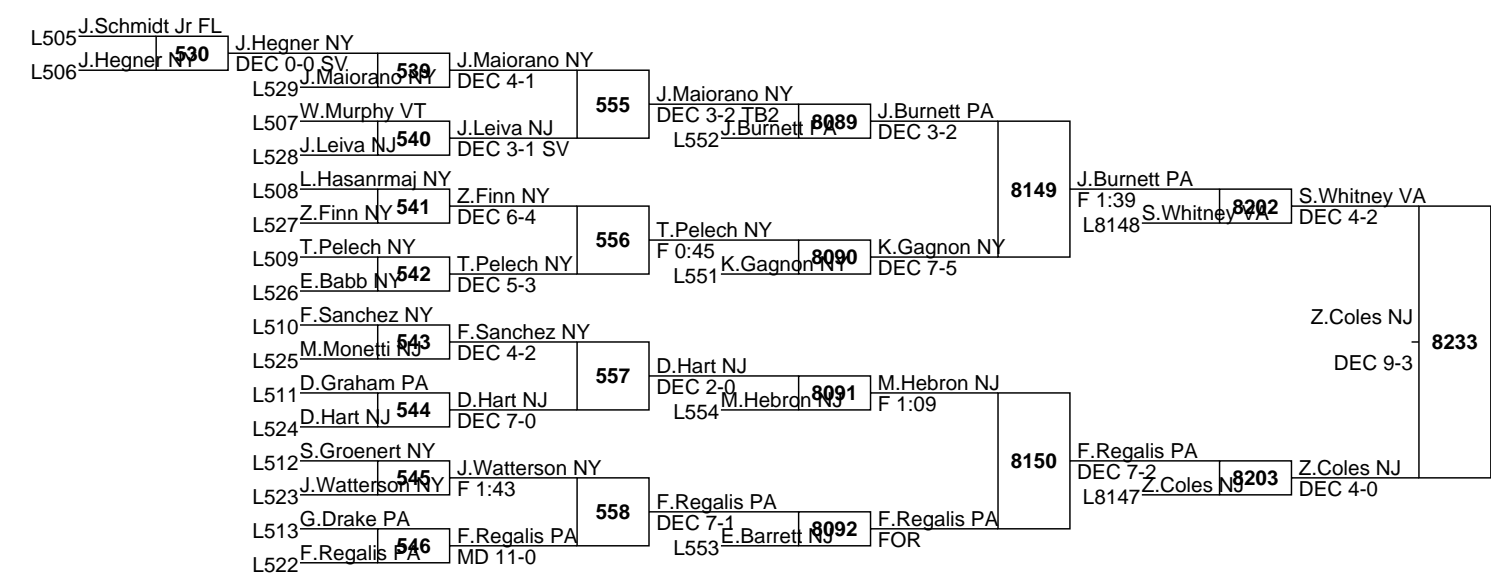 J.Schmidt Jr FL
L505
530
J.Hegner NY
L506
J.Hegner NY
DEC 0-0 SV
539
L529
J.Maiorano NY
J.Maiorano NY
DEC 4-1
555
L507
W.Murphy VT
540
L528
J.Leiva NJ
J.Leiva NJ
DEC 3-1 SV
J.Maiorano NY
DEC 3-2 TB2
8089
L552
J.Burnett PA
J.Burnett PA
DEC 3-2
8149
L508
L.Hasanrmaj NY
541
L527
Z.Finn NY
Z.Finn NY
DEC 6-4
556
L509
T.Pelech NY
542
L526
E.Babb NY
T.Pelech NY
DEC 5-3
T.Pelech NY
F 0:45
8090
L551
K.Gagnon NY
K.Gagnon NY
DEC 7-5
J.Burnett PA
F 1:39
8202
L8148
S.Whitney VA
S.Whitney VA
DEC 4-2
L510
F.Sanchez NY
543
L525
M.Monetti NJ
F.Sanchez NY
DEC 4-2
557
L511
D.Graham PA
544
L524
D.Hart NJ
D.Hart NJ
DEC 7-0
D.Hart NJ
DEC 2-0
8091
L554
M.Hebron NJ
M.Hebron NJ
F 1:09
8150
L512
S.Groenert NY
545
L523
J.Watterson NY
J.Watterson NY
F 1:43
558
L513
G.Drake PA
546
L522
F.Regalis PA
F.Regalis PA
MD 11-0
F.Regalis PA
DEC 7-1
8092
L553
E.Barrett NJ
F.Regalis PA
FOR
F.Regalis PA
DEC 7-2
8203
L8147
Z.Coles NJ
Z.Coles NJ
DEC 4-0
8233
Z.Coles NJ
DEC 9-3